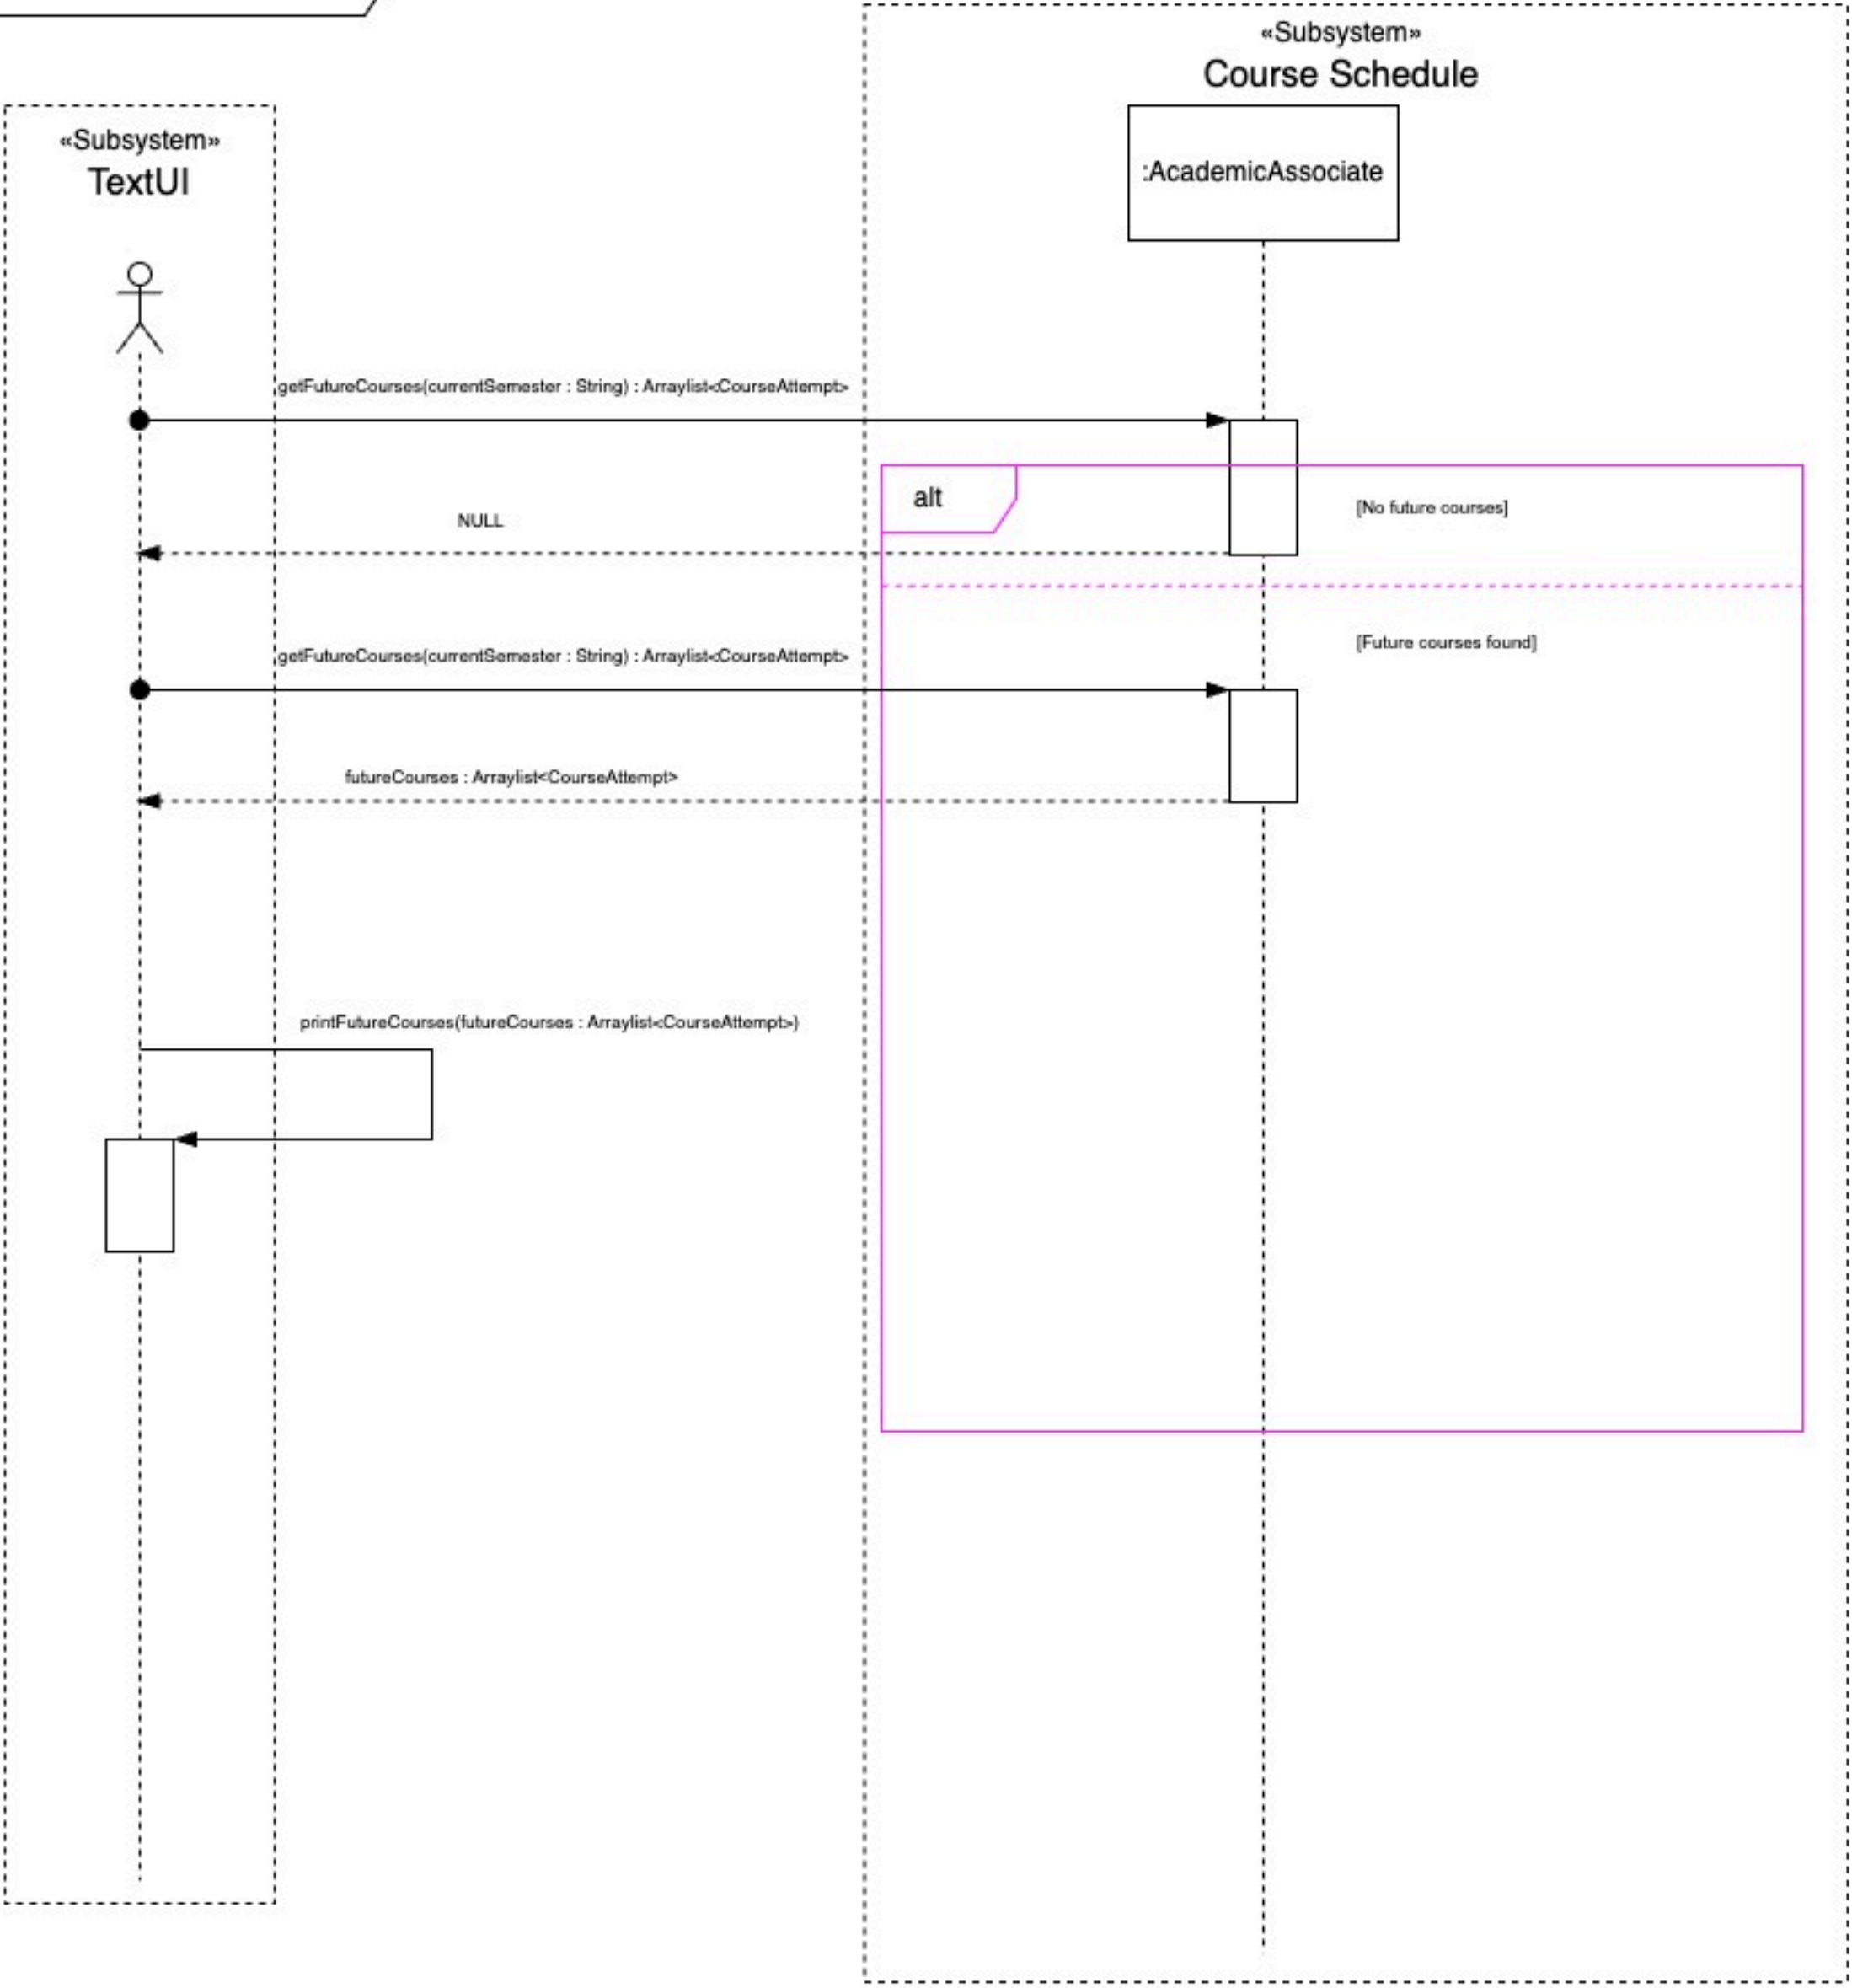 «Subsystem»
Course Schedule
«Subsystem»
TextUI
:AcademicAssociate
getFutureCourses(currentSemester : String) : Arraylist<CourseAttempt>
alt
[No future courses]
NULL
[Future courses found]
getFutureCourses(currentSemester : String) : Arraylist<CourseAttempt>
futureCourses : Arraylist<CourseAttempt>
printFutureCourses(futureCourses : Arraylist<CourseAttempt>)